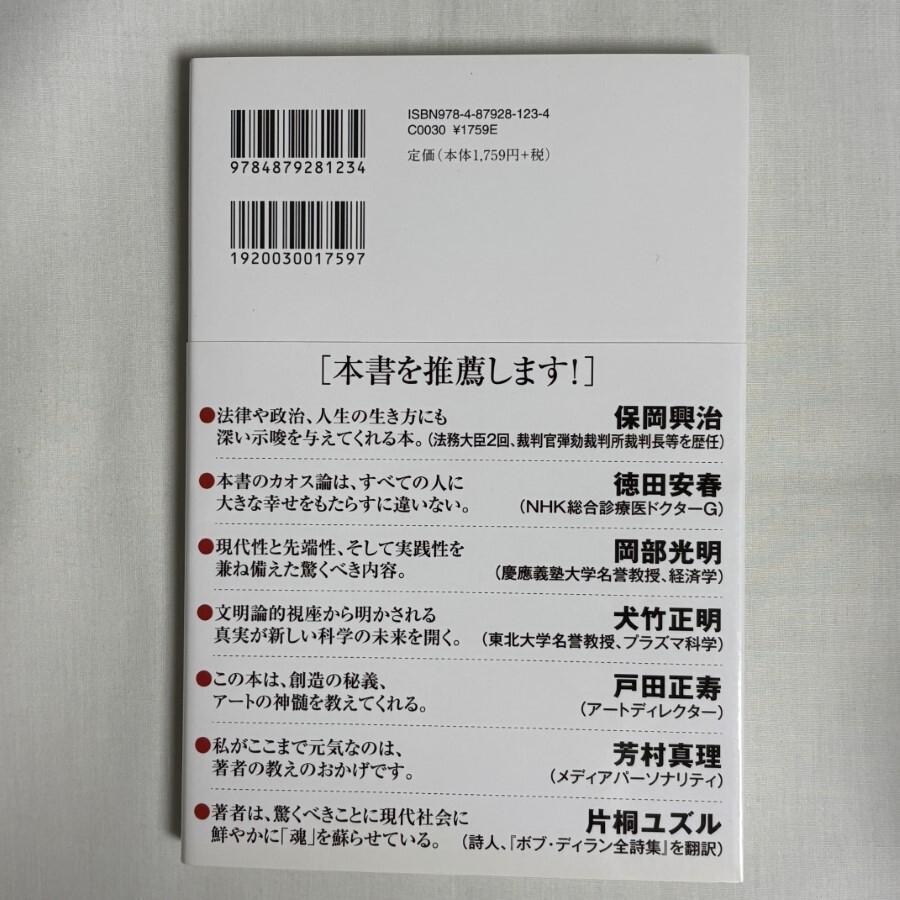 ISBN978-4-87928-123-4
C0030 ¥1759E
定価(本体1,759円+税)
9784879281234
1920030017597
[本書を推薦します!]
●法律や政治、人生の生き方にも
深い示唆を与えてくれる本。
保岡興治
(法務大臣2回、裁判官弾劾裁判所裁判長等を歴任)
●本書のカオス論は、すべての人に
大きな幸せをもたらすに違いない。
徳田安春
(NHK総合診療医ドクターG)
●現代性と先端性、そして実践性を
兼ね備えた驚くべき内容。
岡部光明
(慶應義塾大学名誉教授、経済学)
●文明論的視座から明かされる
真実が新しい科学の未来を開く。
犬竹正明
(東北大学名誉教授、プラズマ科学)
●この本は、創造の秘義、
アートの神髄を教えてくれる。
戸田正寿
(アートディレクター)
●私がここまで元気なのは、
著者の教えのおかげです。
芳村真理
(メディアパーソナリティ)
●著者は、驚くべきことに現代社会に
鮮やかに「魂」を蘇らせている。
片桐ユズル
(詩人、『ボブ・ディラン全詩集』を翻訳)